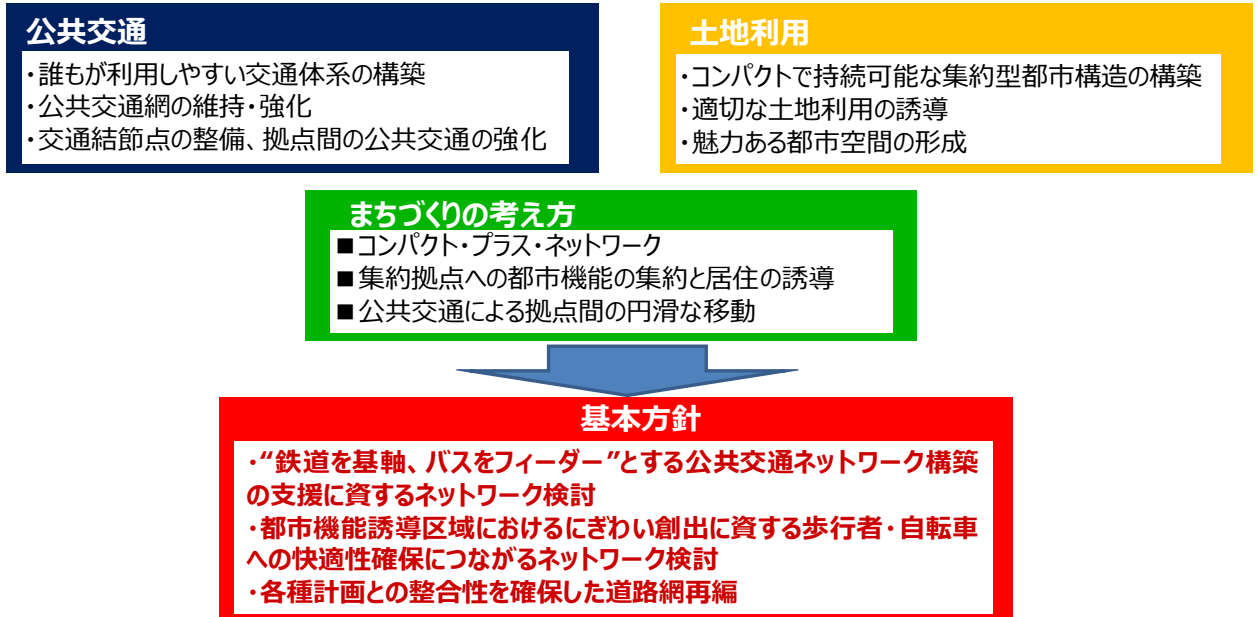 公共交通
・誰もが利用しやすい交通体系の構築
・公共交通網の維持・強化
・交通結節点の整備、拠点間の公共交通の強化
土地利用
・コンパクトで持続可能な集約型都市構造の構築
・適切な土地利用の誘導
・魅力ある都市空間の形成
まちづくりの考え方
■コンパクト・プラス・ネットワーク
■集約拠点への都市機能の集約と居住の誘導
■公共交通による拠点間の円滑な移動
基本方針
・“鉄道を基軸、バスをフィーダー”とする公共交通ネットワーク構築
の支援に資するネットワーク検討
・都市機能誘導区域におけるにぎわい創出に資する歩行者・自転車
への快適性確保につながるネットワーク検討
・各種計画との整合性を確保した道路網再編